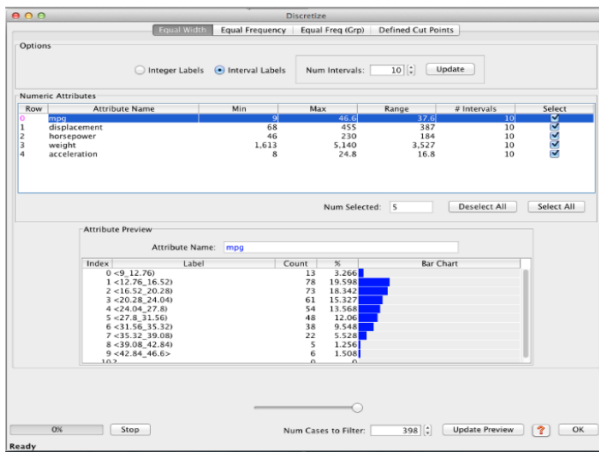 Discretize
Equal Width Equal Frequency Equal Freq (Grp) Defined Cut Points
Options
Integer Labels Interval Labels Num Intervals: 10 Update
Numeric Attributes
Row Attribute Name Min Max Range # Intervals Select
0 mpg 9 46.6 37.6 10
1 displacement 68 455 387 10
2 horsepower 46 230 184 10
3 weight 1,613 5,140 3,527 10
4 acceleration 8 24.8 16.8 10
Num Selected: 5 Deselect All Select All
Attribute Preview
Attribute Name: mpg
Index Label Count % Bar Chart
0 <9_12.76) 13 3.266
1 <12.76_16.52) 78 19.598
2 <16.52_20.28) 73 18.342
3 <20.28_24.04) 61 15.327
4 <24.04_27.8) 54 13.568
5 <27.8_31.56) 48 12.06
6 <31.56_35.32) 38 9.548
7 <35.32_39.08) 22 5.528
8 <39.08_42.84) 5 1.256
9 <42.84_46.6> 6 1.508
10 ? 0 0
0% Stop Num Cases to Filter: 398 Update Preview ? OK
Ready